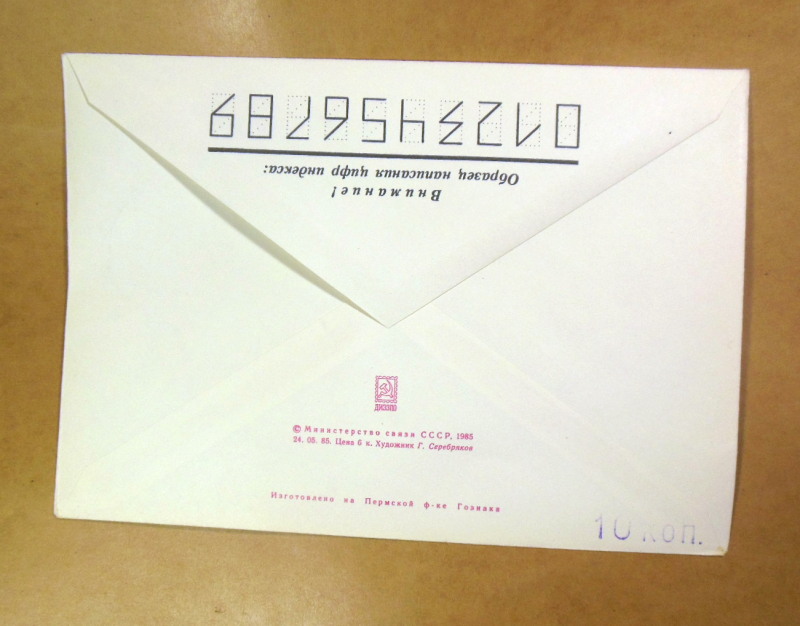 Внимание!
Образец написания цифр индекса:
0123456789
ДИЭЗПО
© Министерство связи СССР, 1985
24. 05. 85. Цена 6 к. Художник Г. Серебряков
Изготовлено на Пермской ф-ке Гознака
10 коп.